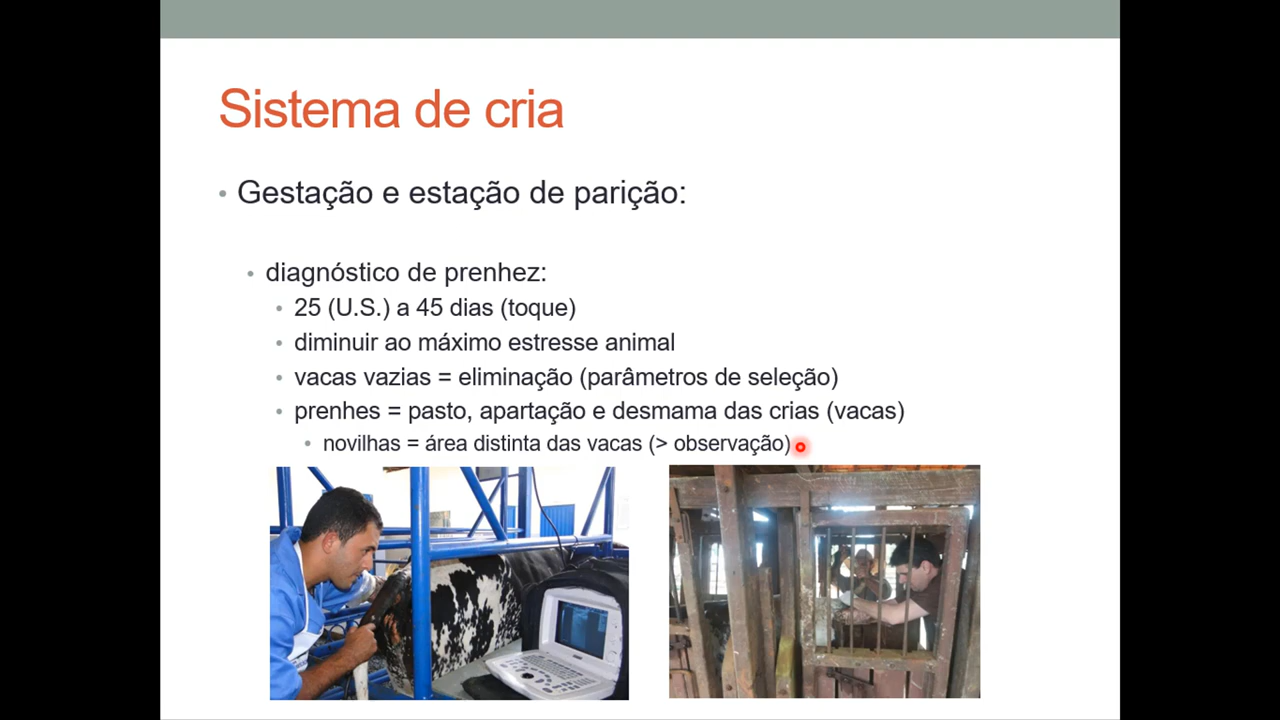 Sistema de cria
• Gestação e estação de parição:
• diagnóstico de prenhez:
• 25 (U.S.) a 45 dias (toque)
• diminuir ao máximo estresse animal
• vacas vazias = eliminação (parâmetros de seleção)
• prenhes = pasto, apartação e desmama das crias (vacas)
• novilhas = área distinta das vacas (> observação)